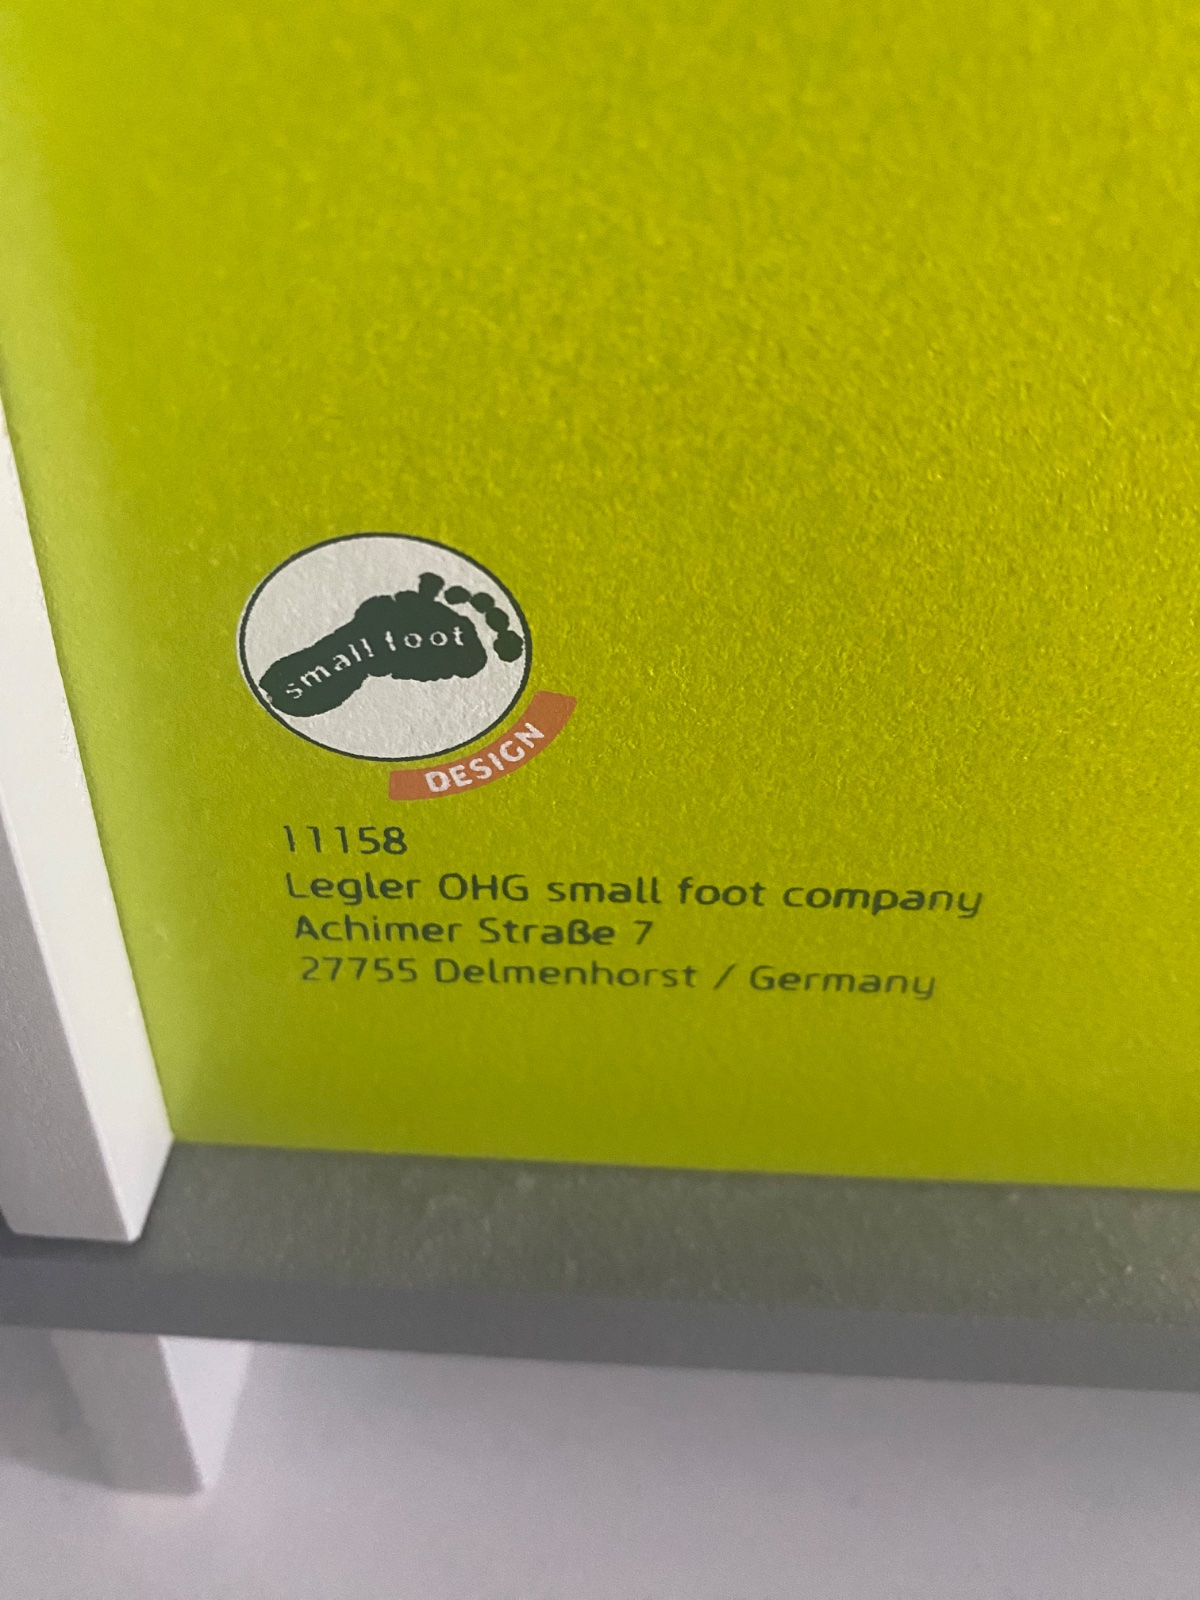 small foot
DESIGN
11158
Legler OHG small foot company
Achimer Straße 7
27755 Delmenhorst / Germany